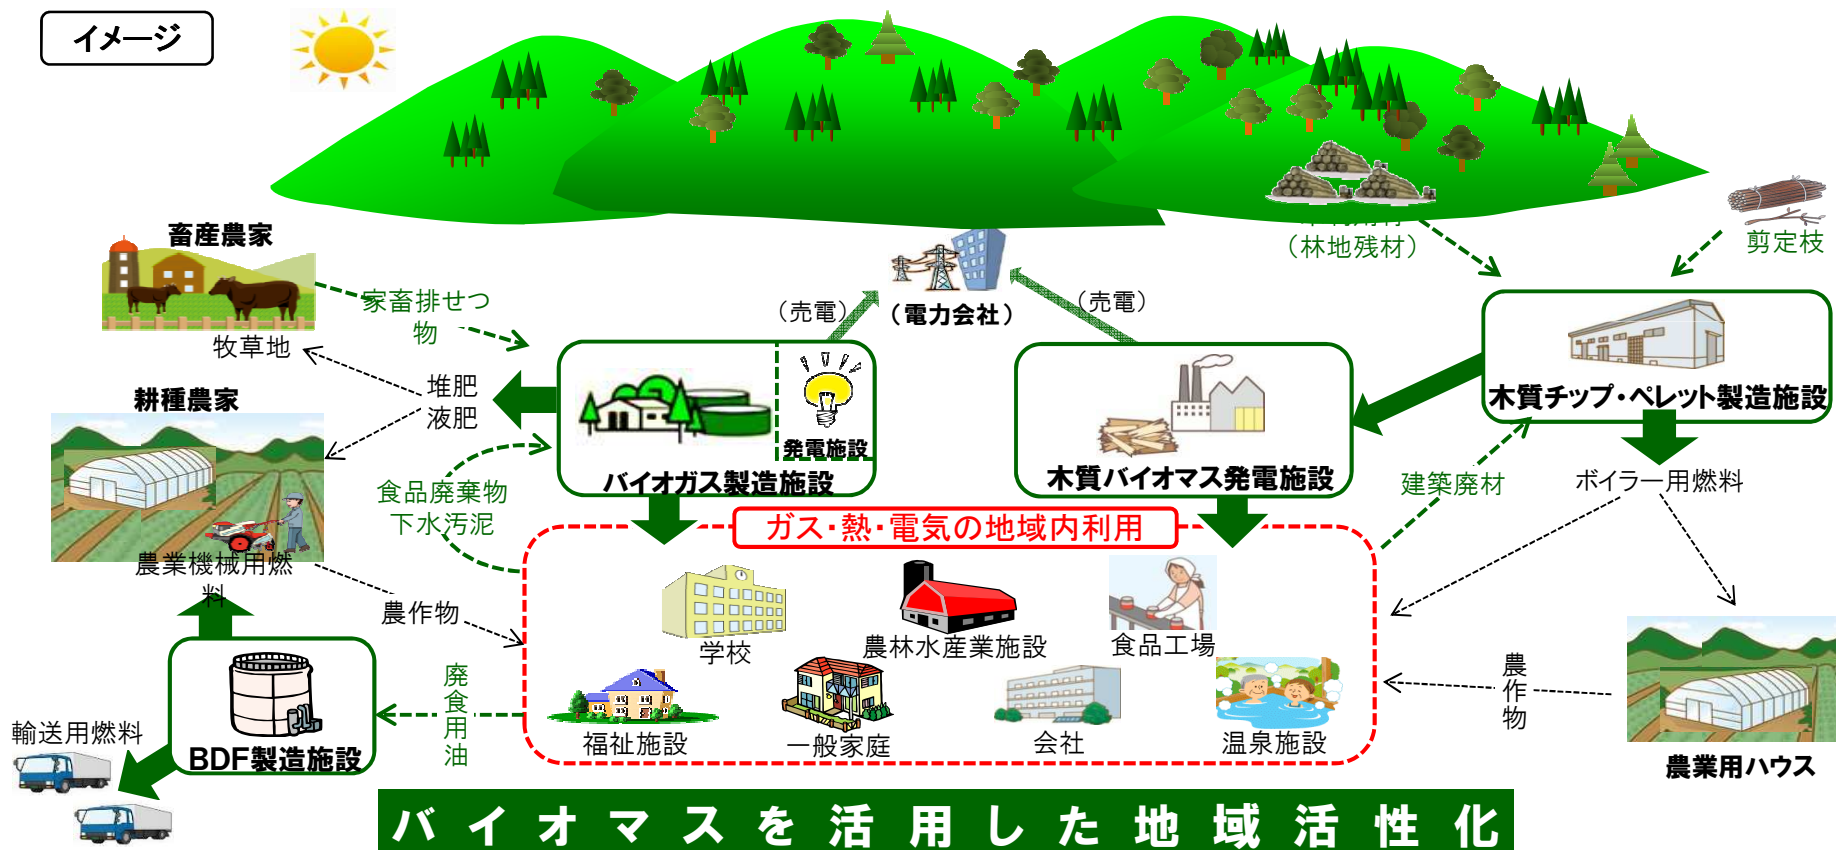 イメージ
畜産農家
家畜排せつ
物
牧草地
堆肥
液肥
耕種農家
食品廃棄物
下水汚泥
農業機械用燃
料
農作物
BDF製造施設
輸送用燃料
廃食用油
(売電)
(電力会社)
(売電)
発電施設
バイオガス製造施設
木質バイオマス発電施設
(林地残材)
剪定枝
木質チップ・ペレット製造施設
建築廃材
ボイラー用燃料
ガス・熱・電気の地域内利用
学校
農林水産業施設
食品工場
福祉施設
一般家庭
会社
温泉施設
農作物
農業用ハウス
バイオマスを活用した地域活性化